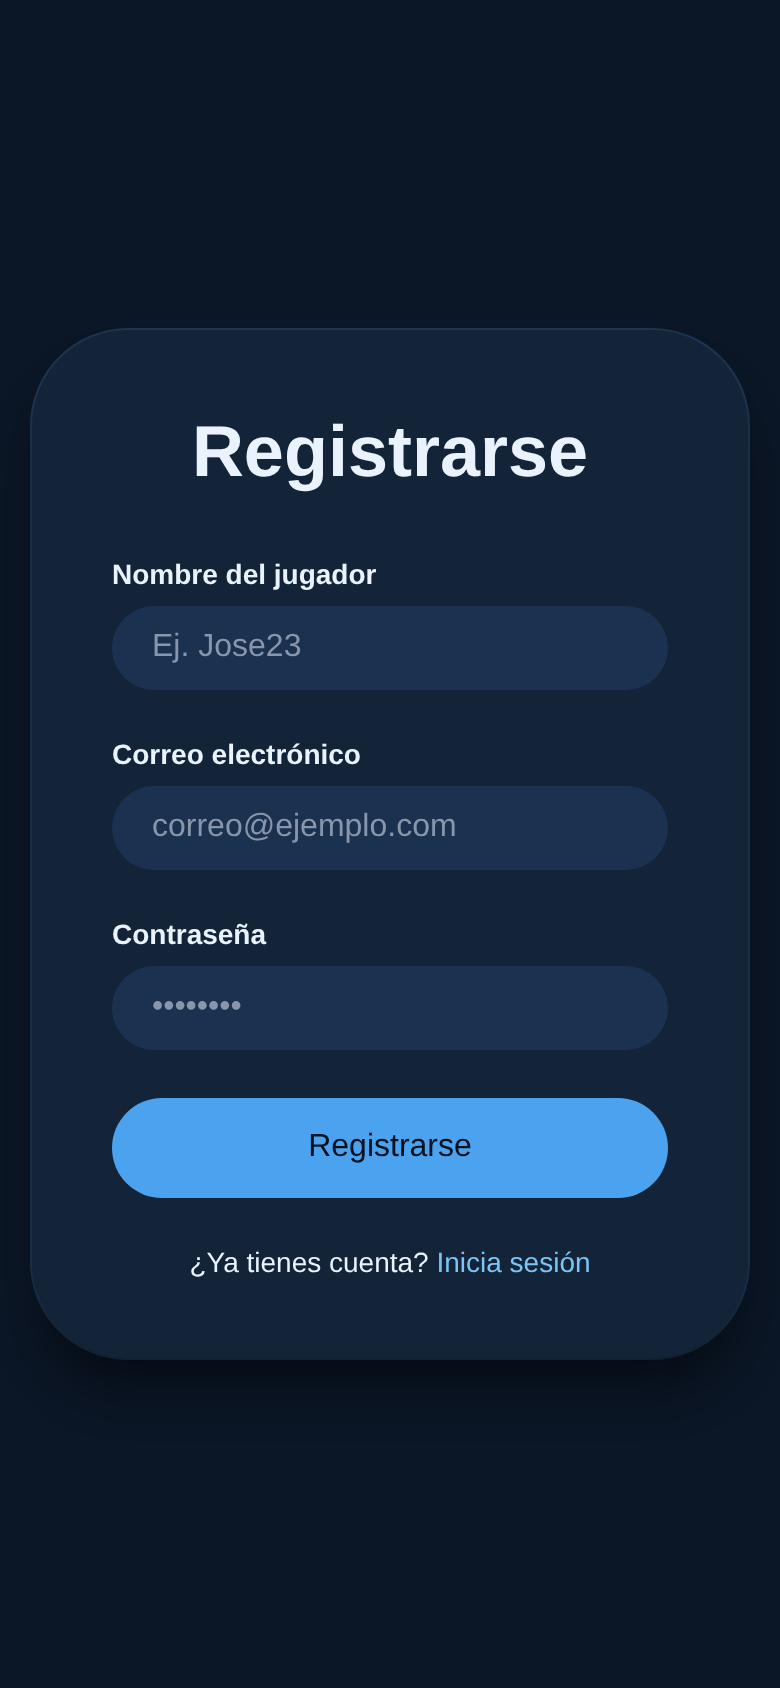 Registrarse
Nombre del jugador
Ej. Jose23
Correo electrónico
correo@ejemplo.com
Contraseña
••••••••
Registrarse
¿Ya tienes cuenta? Inicia sesión